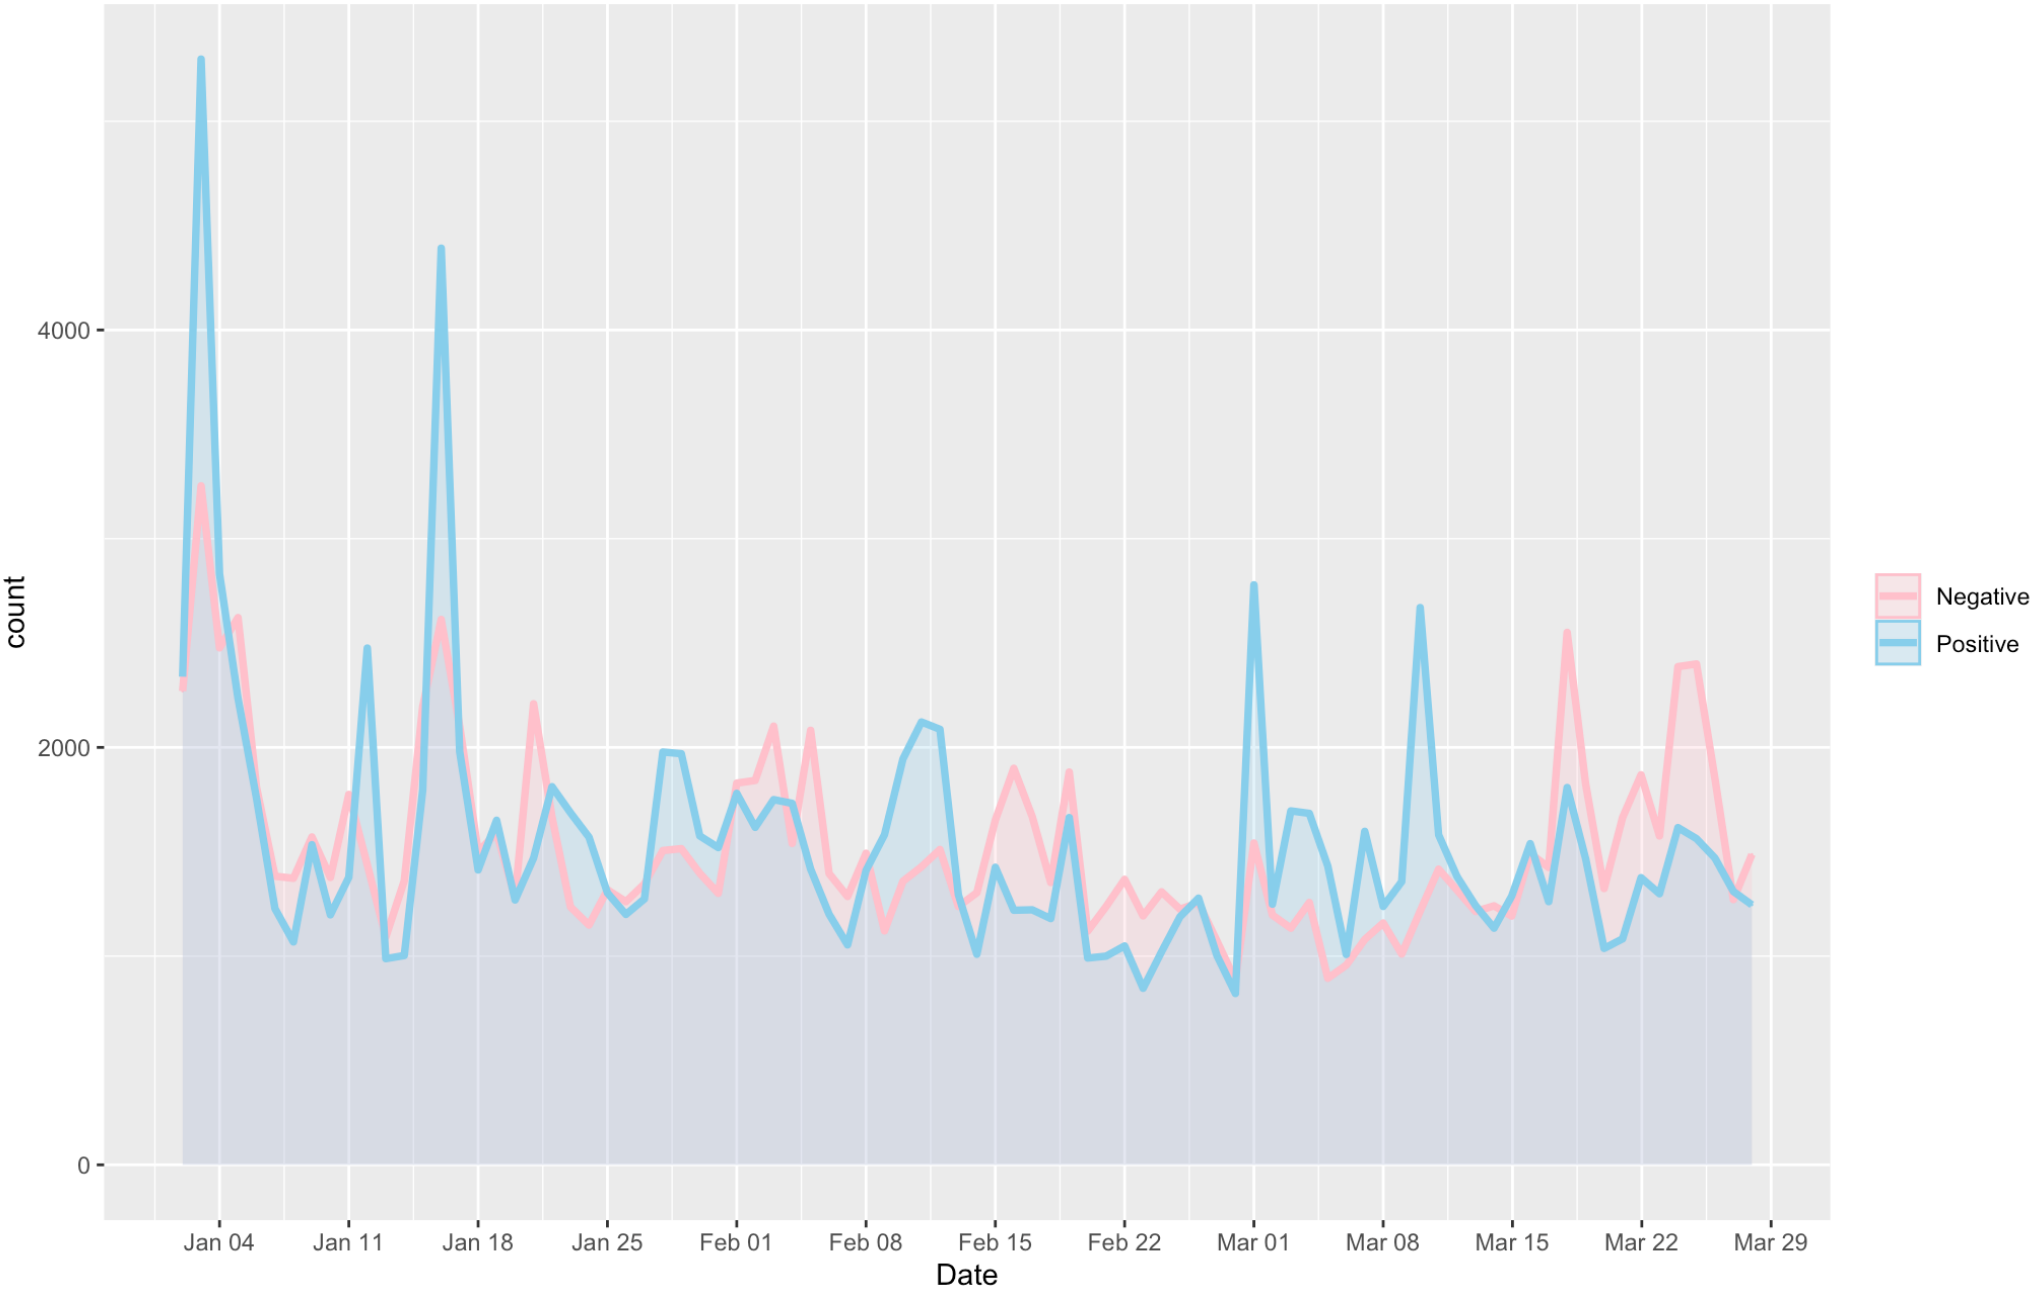 count
4000
2000
0
Jan 04 Jan 11 Jan 18 Jan 25 Feb 01 Feb 08 Feb 15 Feb 22 Mar 01 Mar 08 Mar 15 Mar 22 Mar 29
Date
Negative
Positive